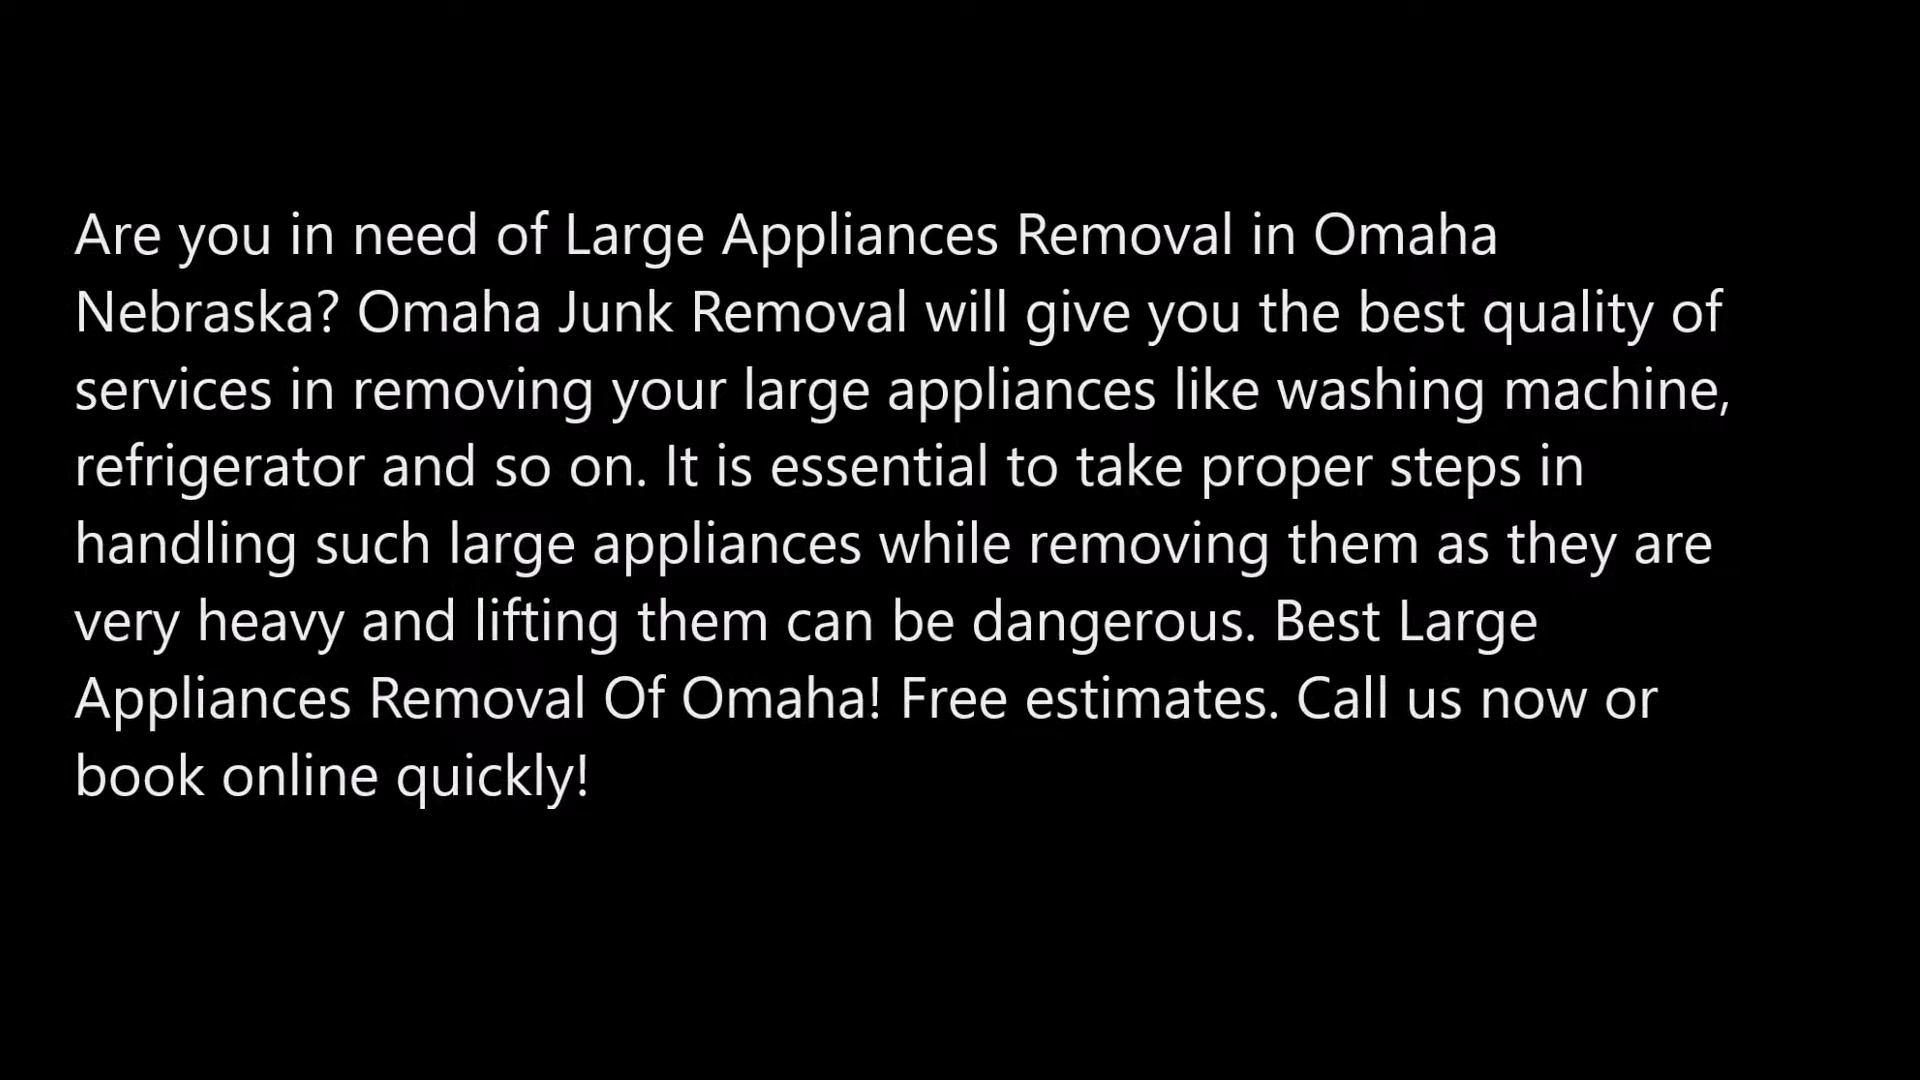 Are you in need of Large Appliances Removal in Omaha
Nebraska? Omaha Junk Removal will give you the best quality of
services in removing your large appliances like washing machine,
refrigerator and so on. It is essential to take proper steps in
handling such large appliances while removing them as they are
very heavy and lifting them can be dangerous. Best Large
Appliances Removal Of Omaha! Free estimates. Call us now or
book online quickly!